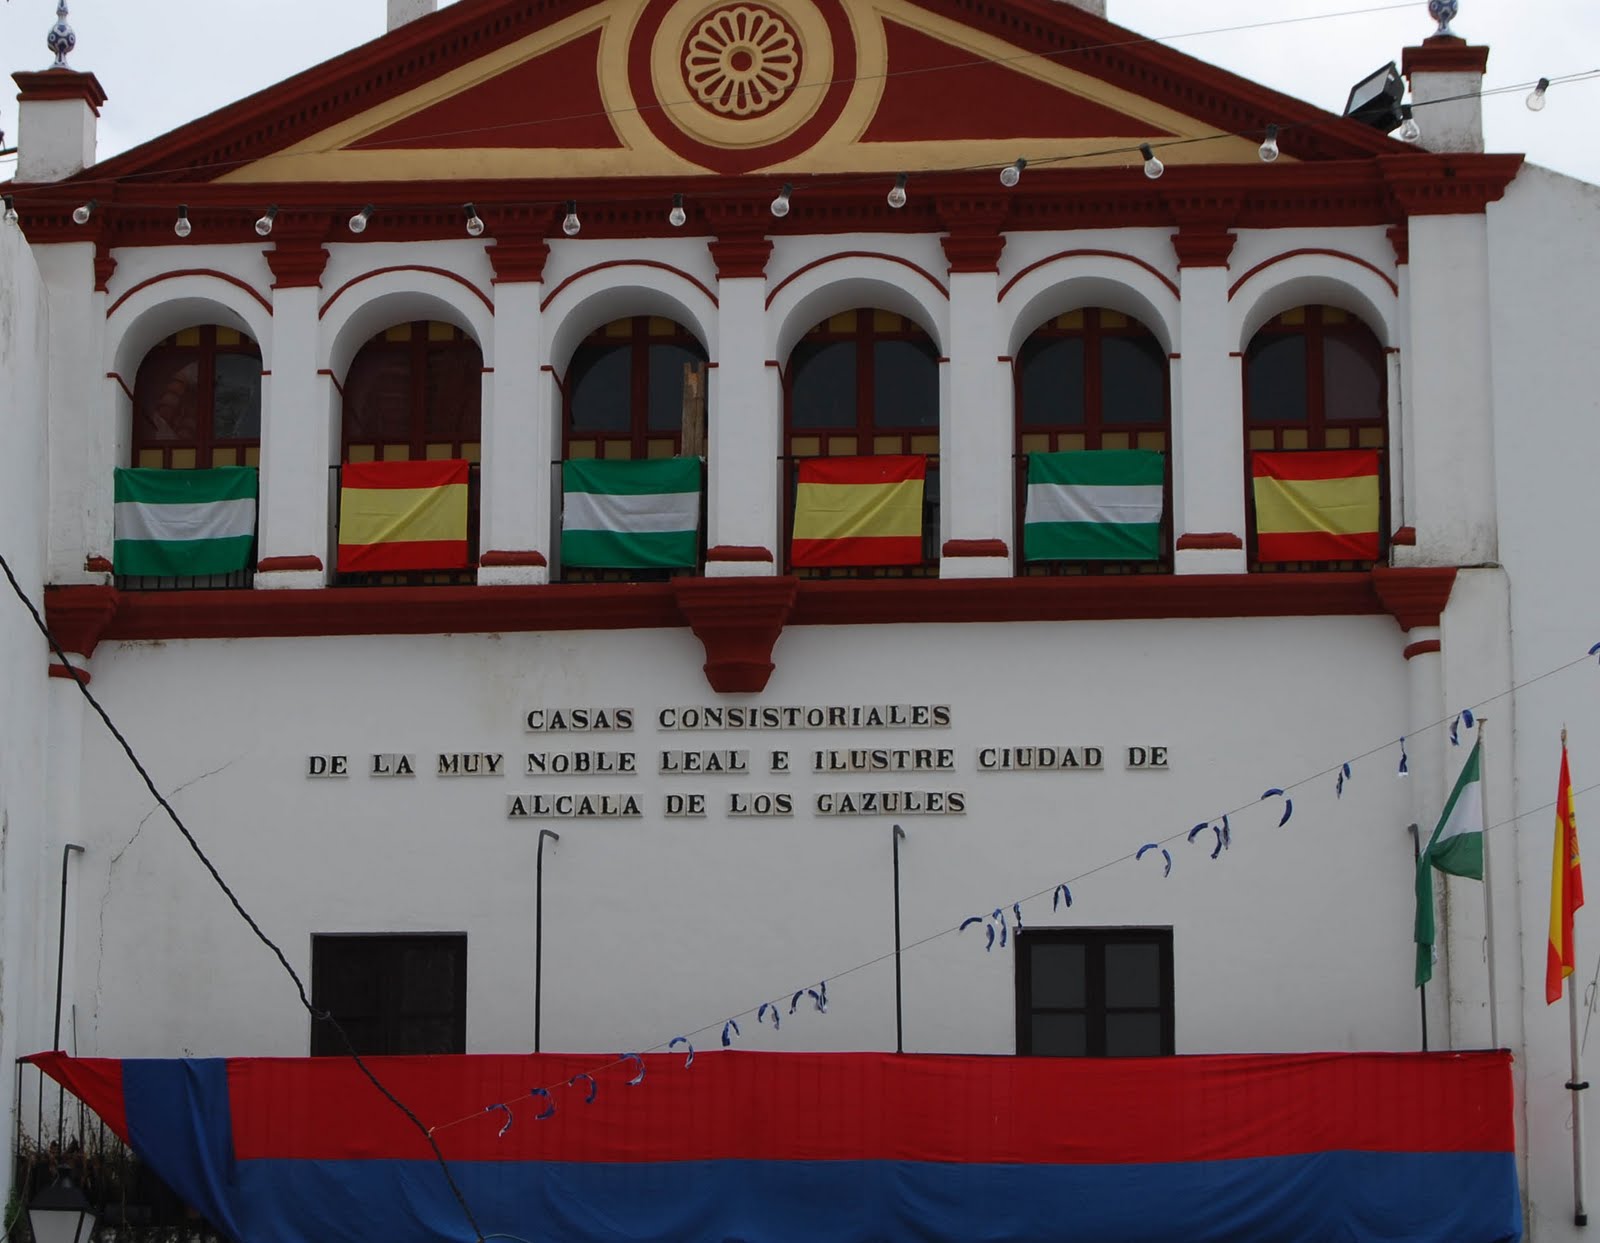 CASAS CONSISTORIALES
DE LA MUY NOBLE LEAL E ILUSTRE CIUDAD DE
ALCALA DE LOS GAZULES